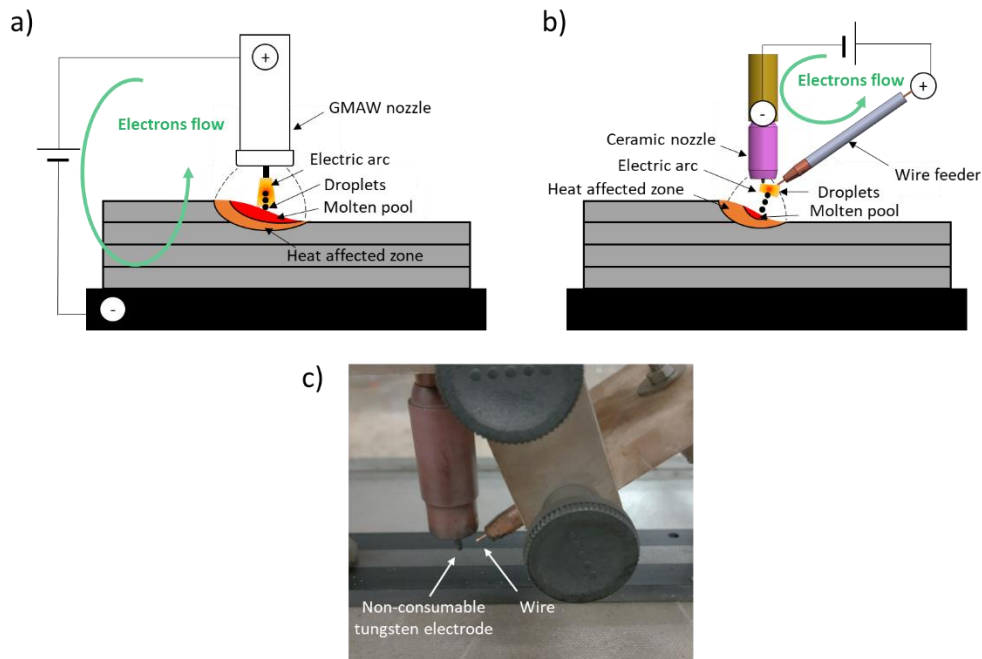 a)
+
GMAW nozzle
Electrons flow
Electric arc
Droplets
Molten pool
Heat affected zone
-
b)
Electrons flow
+
-
Ceramic nozzle
Electric arc
Wire feeder
Heat affected zone
Droplets
Molten pool
c)
Non-consumable
tungsten electrode
Wire